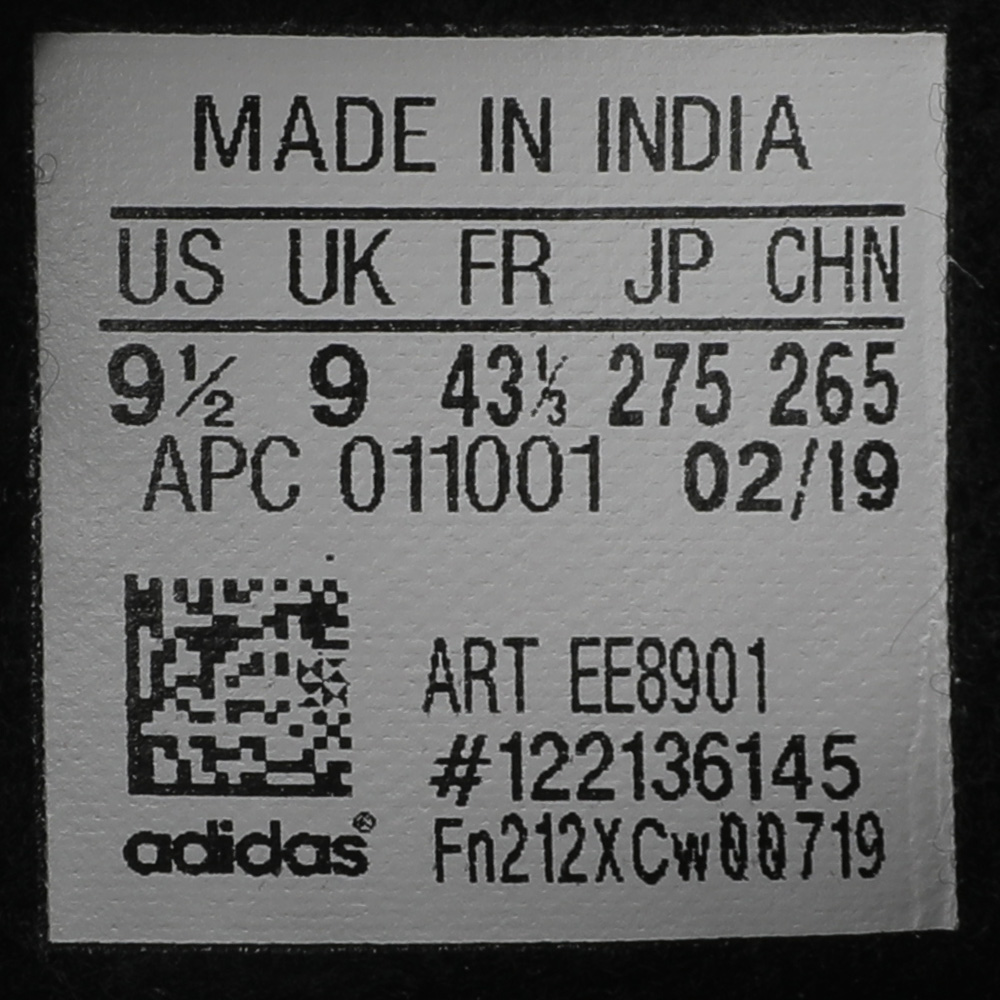 MADE IN INDIA
US UK FR JP CHN
9½ 9 43⅓ 275 265
APC 011001 02/19
ART EE8901
#122136145
adidas® Fn212XCw00719